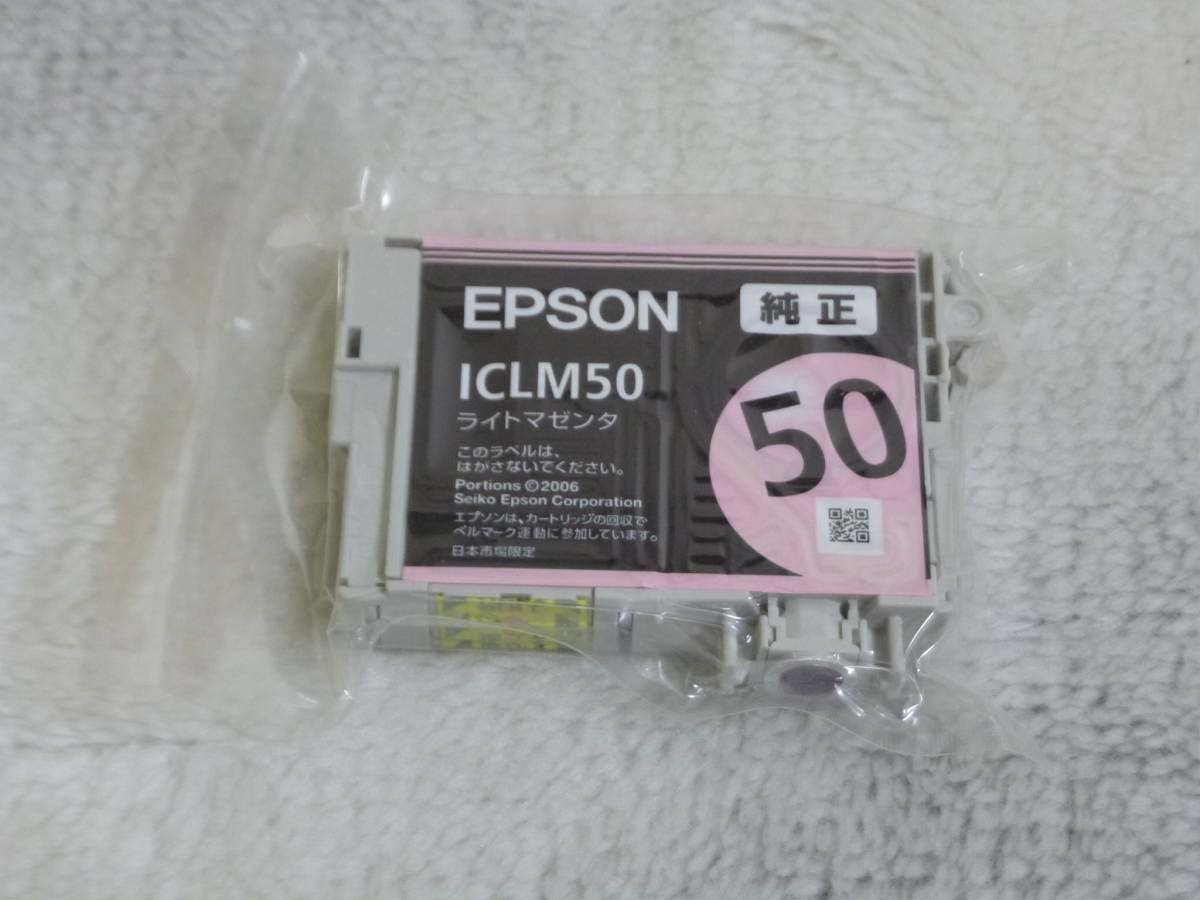 EPSON
純正
ICLM50
ライトマゼンタ
50
このラベルは、
はがさないでください。
Portions ©2006
Seiko Epson Corporation
エプソンは、カートリッジの回収で
ベルマーク運動に参加しています。
日本市場限定